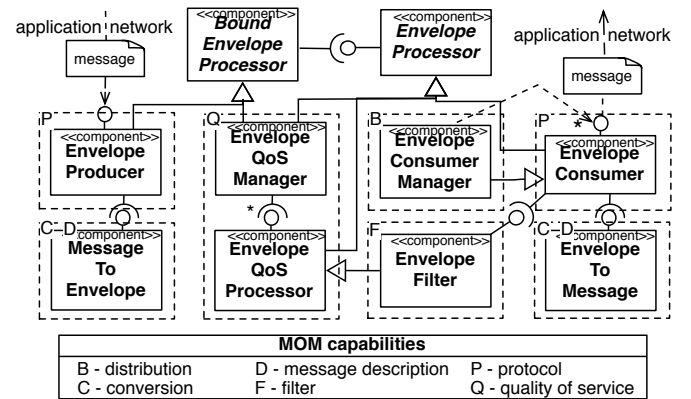 <<component>>
Bound
Envelope
Processor
<<component>>
Envelope
Processor
application network
message
application network
message
P
<<component>>
Envelope
Producer
Q
<<component>>
Envelope
QoS
Manager
B
<<component>>
Envelope
Consumer
Manager
P
*
<<component>>
Envelope
Consumer
*
C D
<<component>>
Message
To
Envelope
<<component>>
Envelope
QoS
Processor
F
<<component>>
Envelope
Filter
C D
<<component>>
Envelope
To
Message
MOM capabilities
B - distribution D - message description P - protocol
C - conversion F - filter Q - quality of service